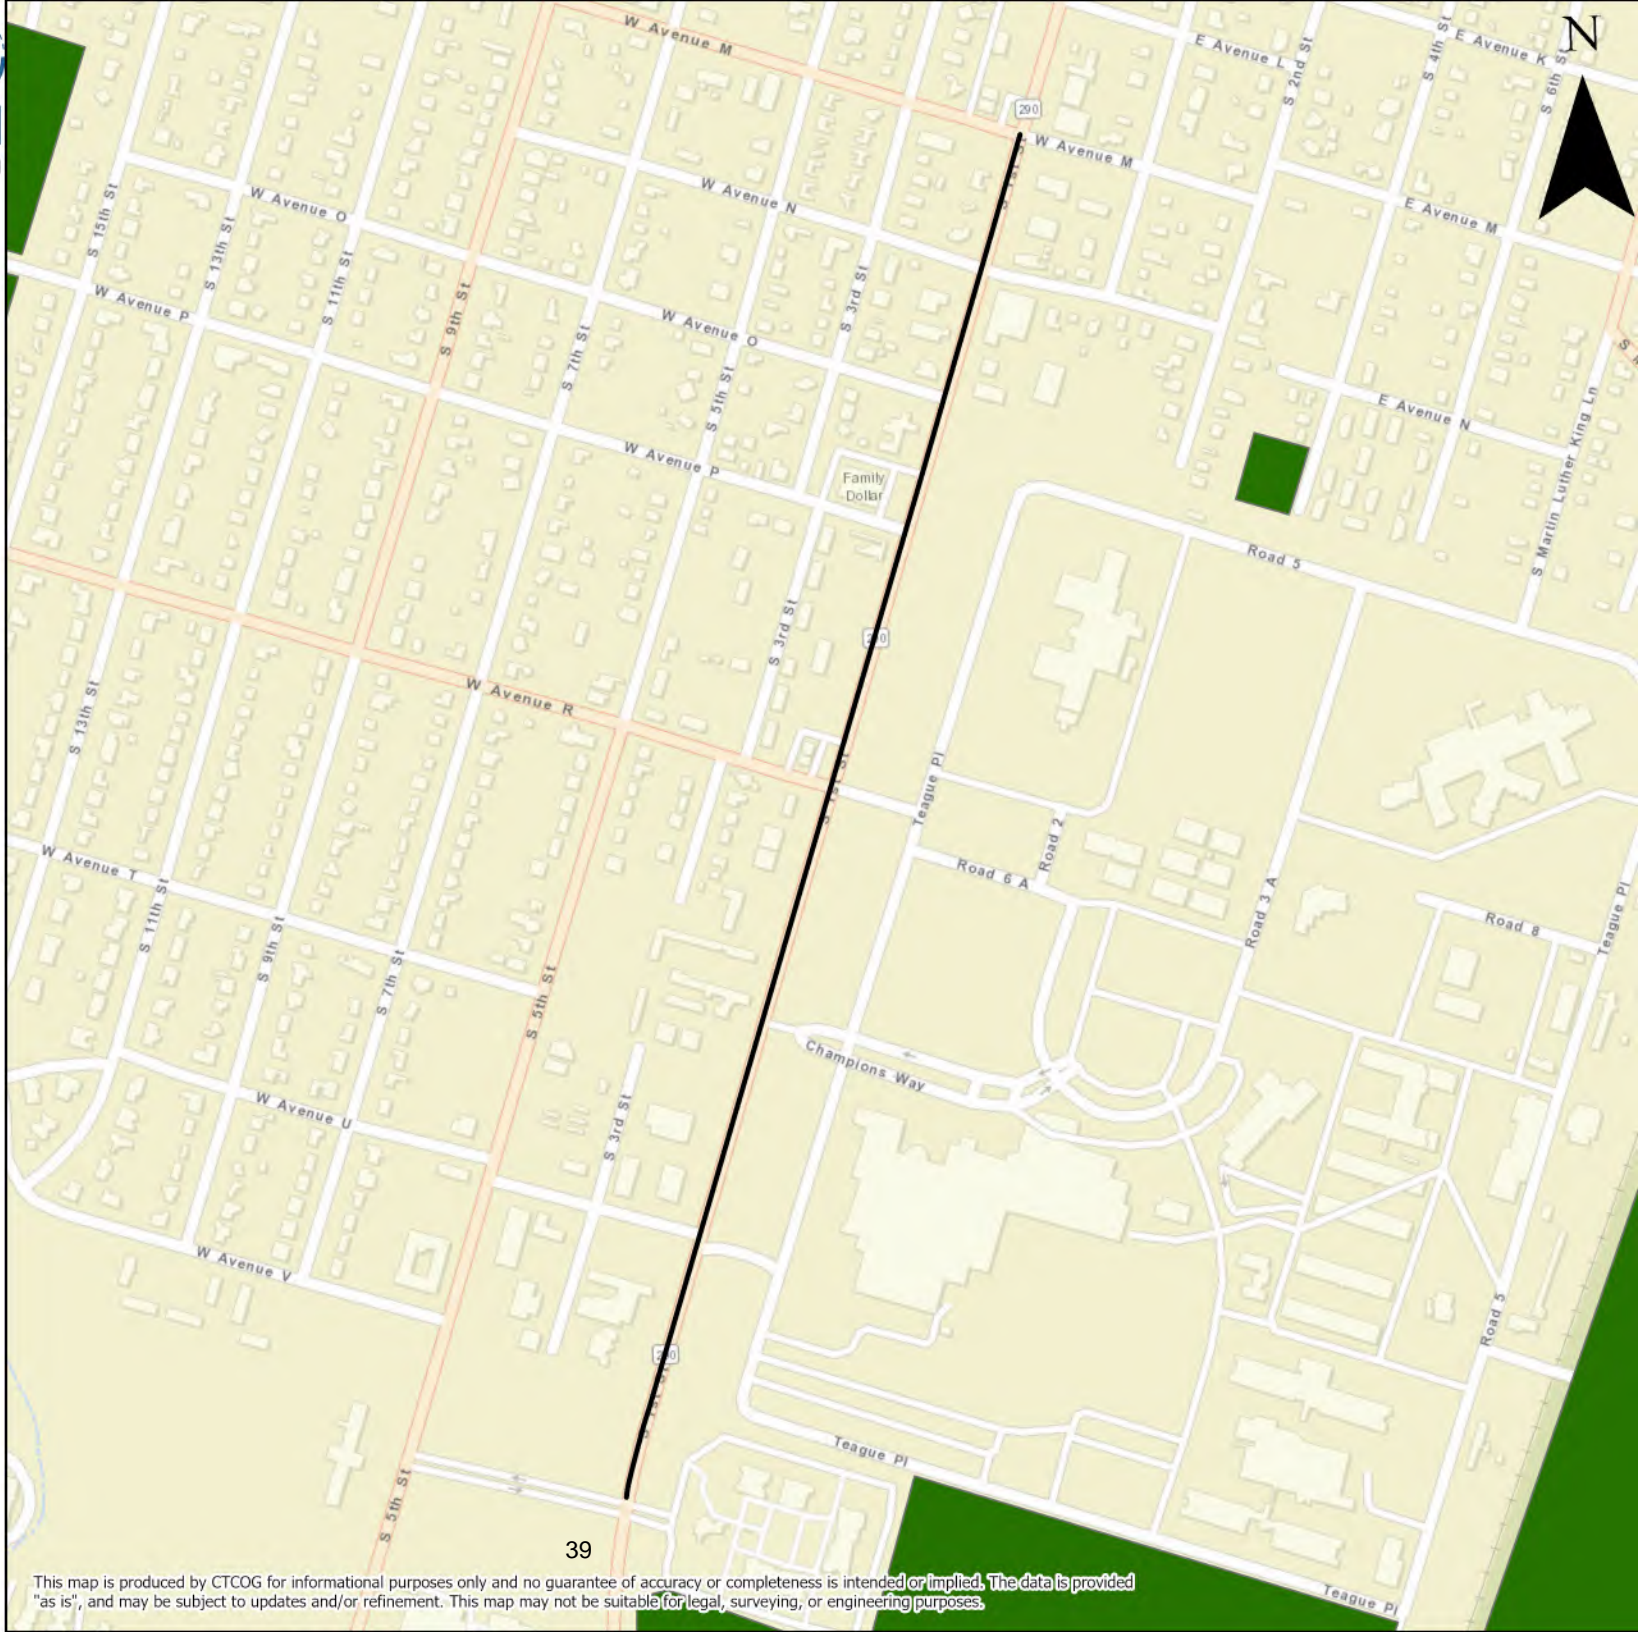 W Avenue M
E Avenue L
S 2nd St
S 4th St
E Avenue K
S 6th St
N
290
W Avenue M
S 1st S
S 15th St
S 13th St
W Avenue O
W Avenue N
E Avenue M
S 11th St
S 9th St
W Avenue P
S 3rd St
W Avenue O
S 7th St
S 5th St
E Avenue N
S Martin Luther King Ln
W Avenue P
Family
Dollar
Road 5
S 3rd St
S 13th St
W Avenue R
S 1st St
Teague Pl
Road 2
W Avenue T
Road 6 A
Road 3 A
Road 8
Teague Pl
S 11th St
S 9th St
S 7th St
S 5th St
Champions Way
W Avenue U
S 3rd St
W Avenue V
Road 5
S 1st St
Teague Pl
S 5th St
39
This map is produced by CTCOG for informational purposes only and no guarantee of accuracy or completeness is intended or implied. The data is provided
"as is", and may be subject to updates and/or refinement. This map may not be suitable for legal, surveying, or engineering purposes.
Teague Pl